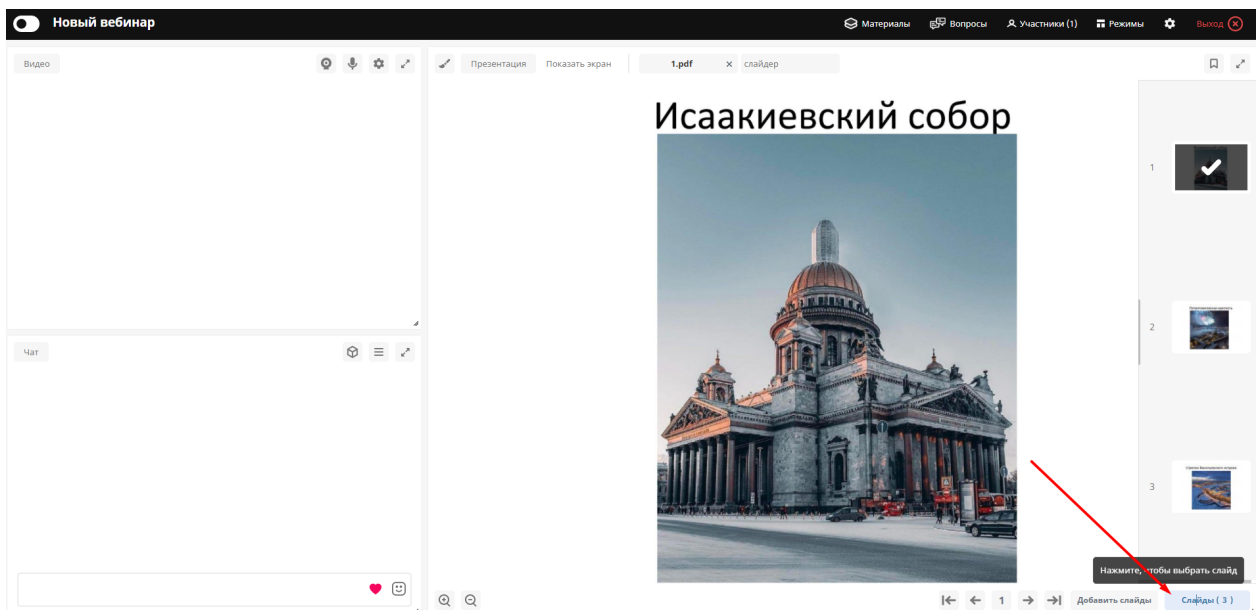 Новый вебинар
Материалы
Вопросы
Участники (1)
Режимы
Выход
Видео
Презентация
Показать экран
1.pdf
слайдер
Исаакиевский собор
1
2
3
Чат
Нажмите, чтобы выбрать слайд
1
Добавить слайды
Слайды ( 3 )